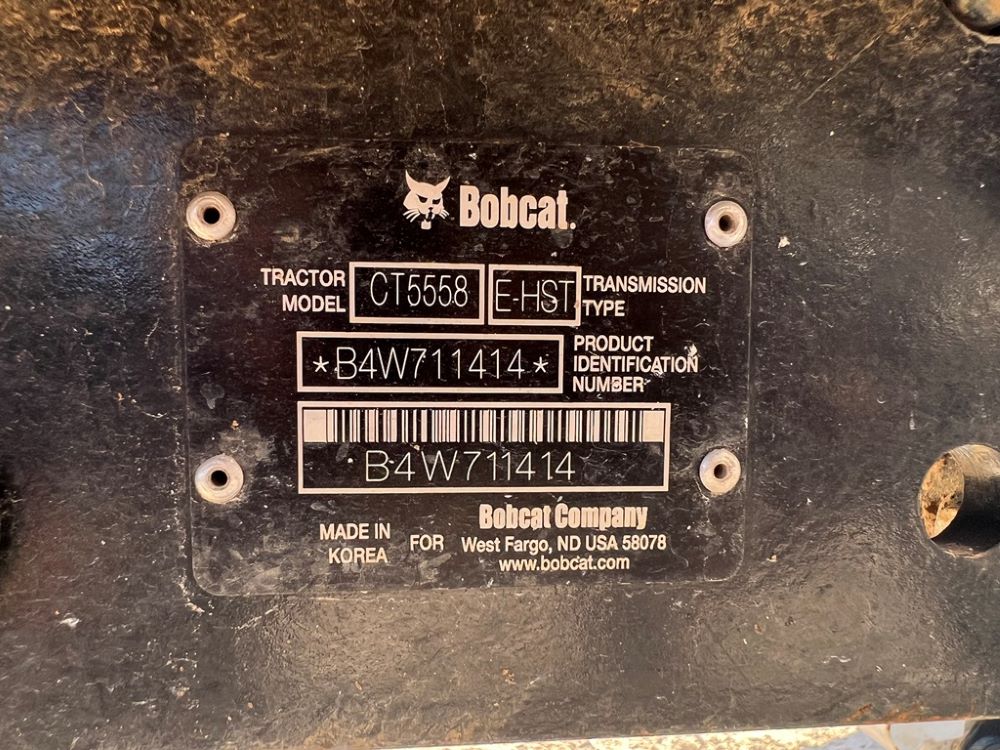 Bobcat.
TRACTOR MODEL CT5558 E-HST TRANSMISSION TYPE
*B4W711414* PRODUCT IDENTIFICATION NUMBER
B4W711414
MADE IN KOREA FOR Bobcat Company
West Fargo, ND USA 58078
www.bobcat.com